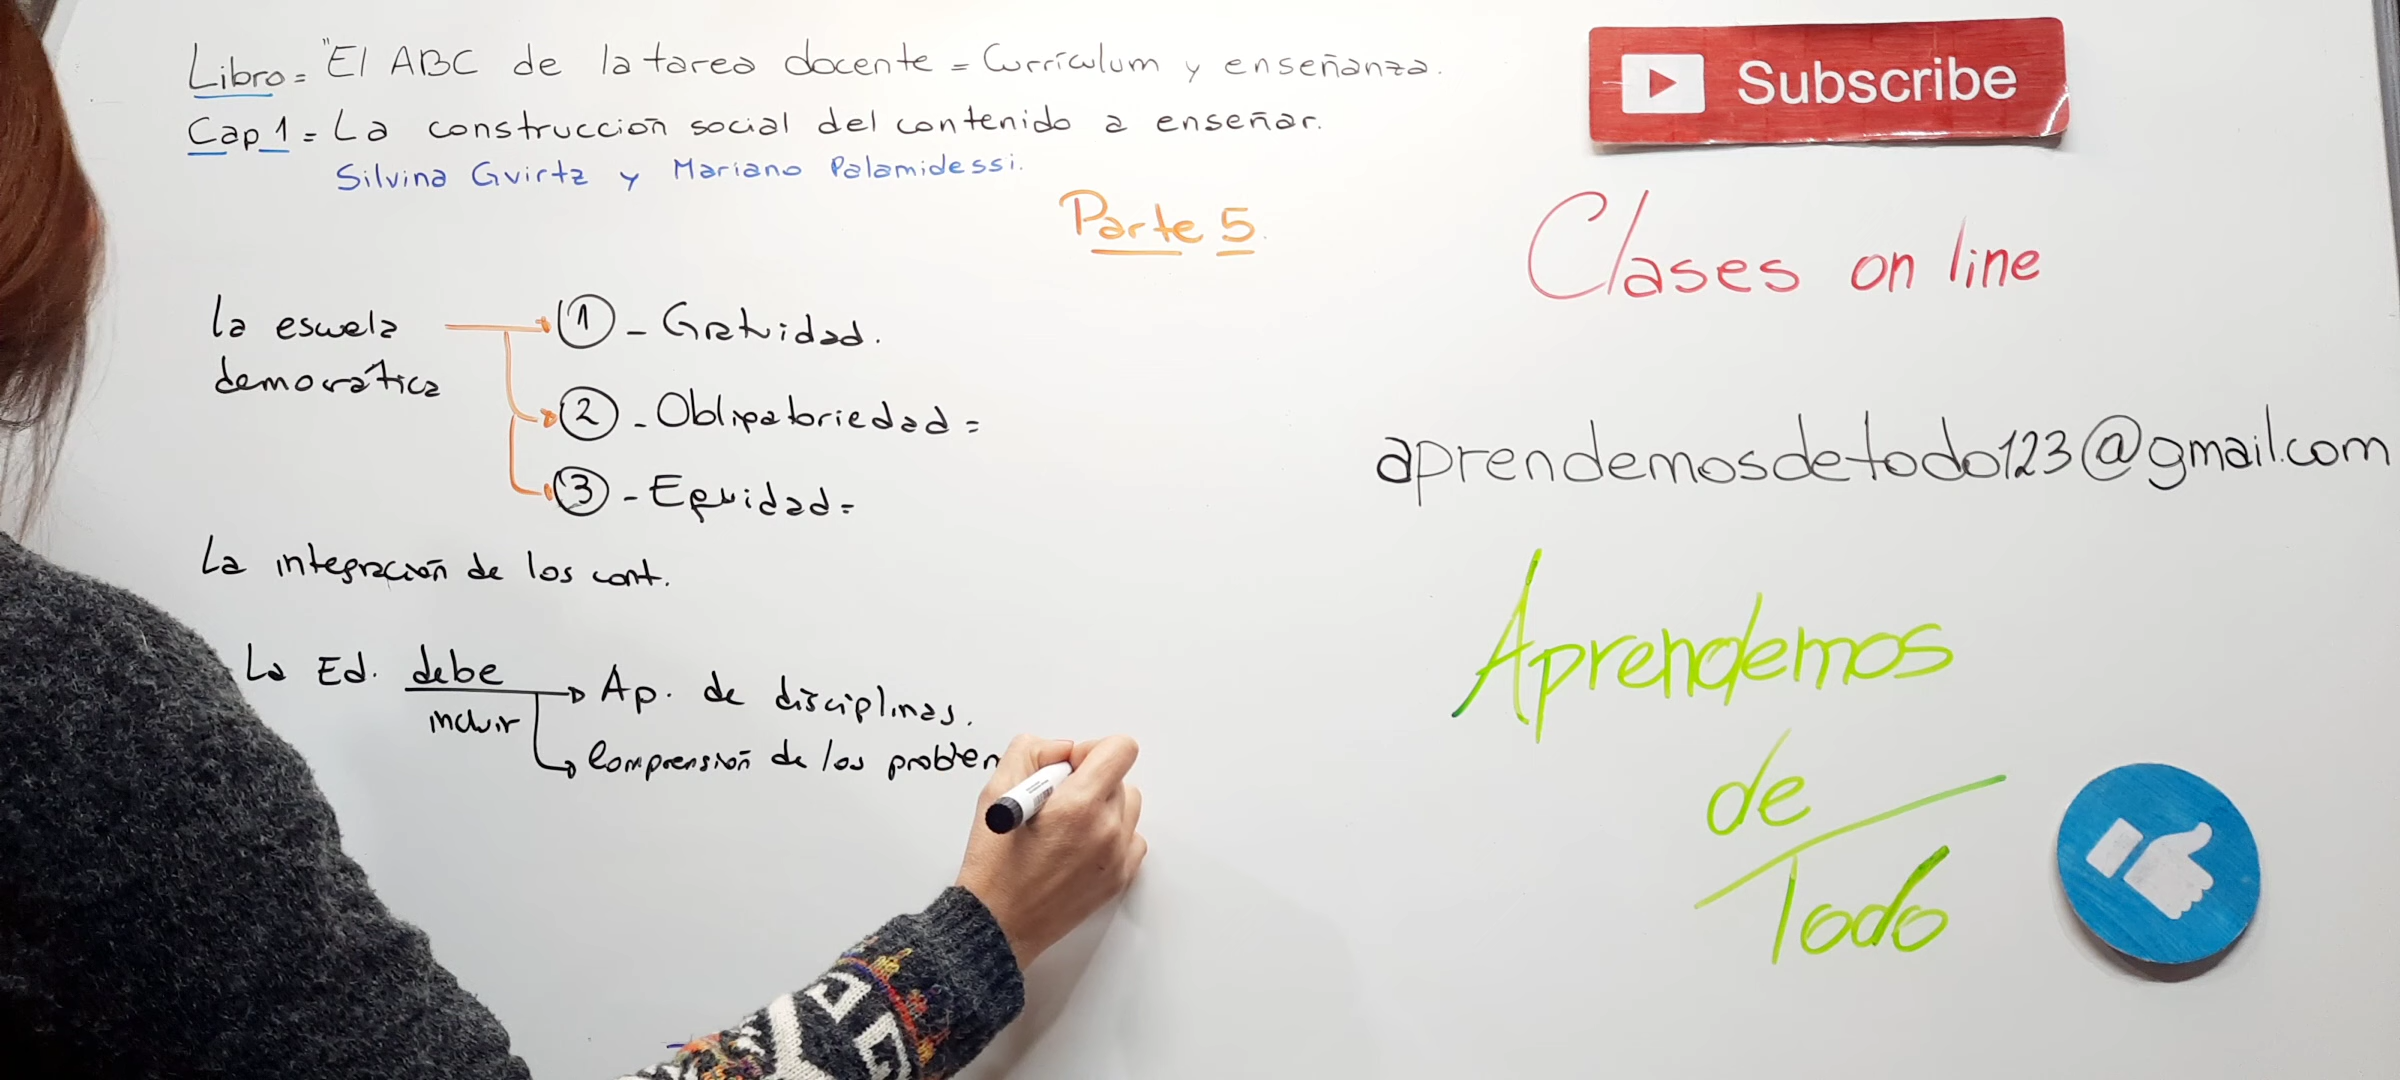 Libro = "El ABC de la tarea docente = Currículum y enseñanza.
Cap 1 = La construcción social del contenido a enseñar.
Silvina Gvirtz y Mariano Palamidessi.
Parte 5.
la escuela
democrática
1 - Gratuidad.
2 - Obligatoriedad =
3 - Equidad =
La integración de los cont.
La Ed. debe
incluir
Ap. de disciplinas.
Comprensión de los problem
Subscribe
Clases on line
aprendemosdetodo123@gmail.com
Aprendemos
de
Todo